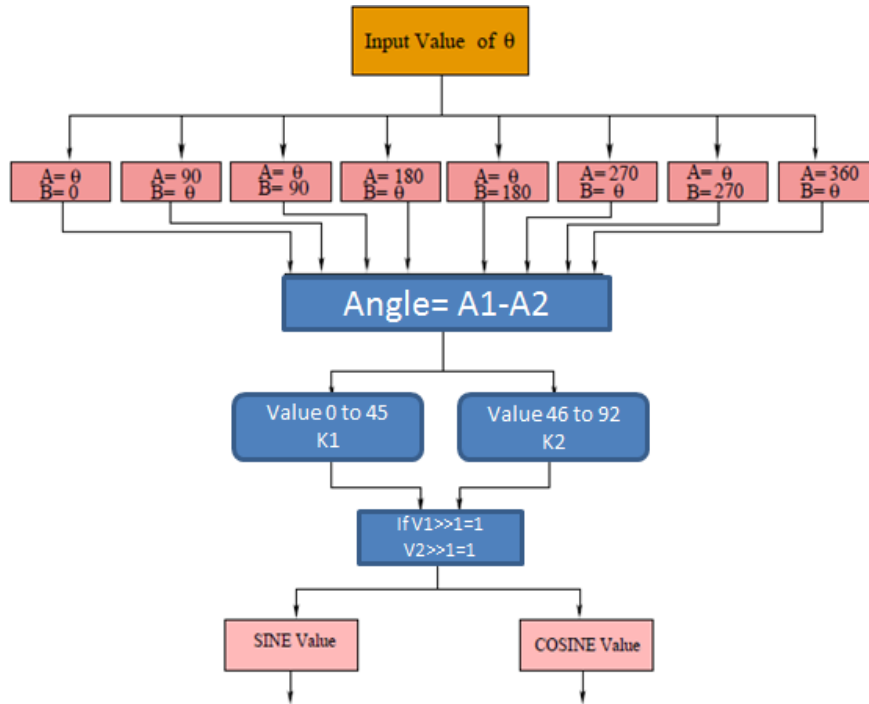 Input Value of θ
A= θ
B= 0
A= 90
B= θ
A= θ
B= 90
A= 180
B= θ
A= θ
B= 180
A= 270
B= θ
A= θ
B= 270
A= 360
B= θ
Angle= A1-A2
Value 0 to 45
K1
Value 46 to 92
K2
If V1>>1=1
V2>>1=1
SINE Value
COSINE Value